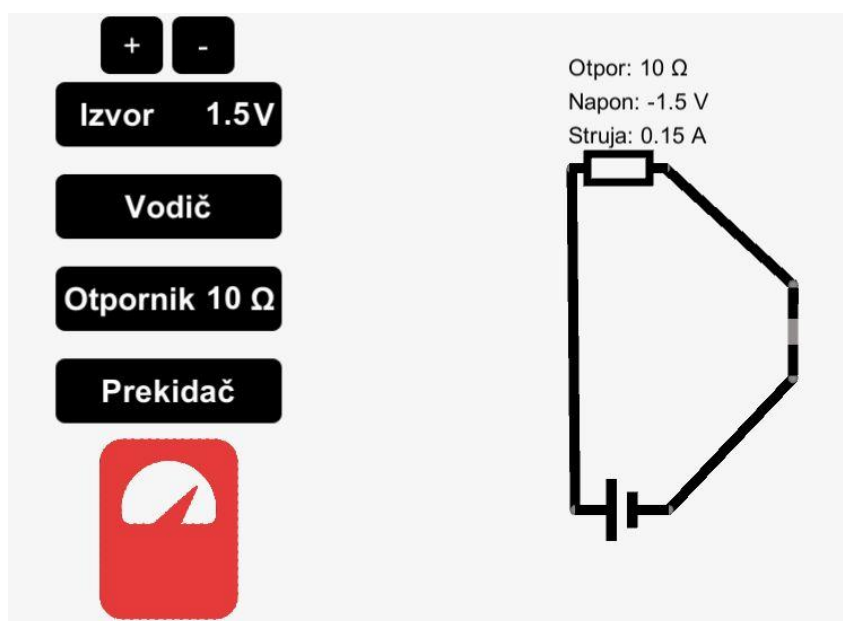 + -
Izvor 1.5V
Vodič
Otpornik 10 Ω
Prekidač
Otpor: 10 Ω
Napon: -1.5 V
Struja: 0.15 A